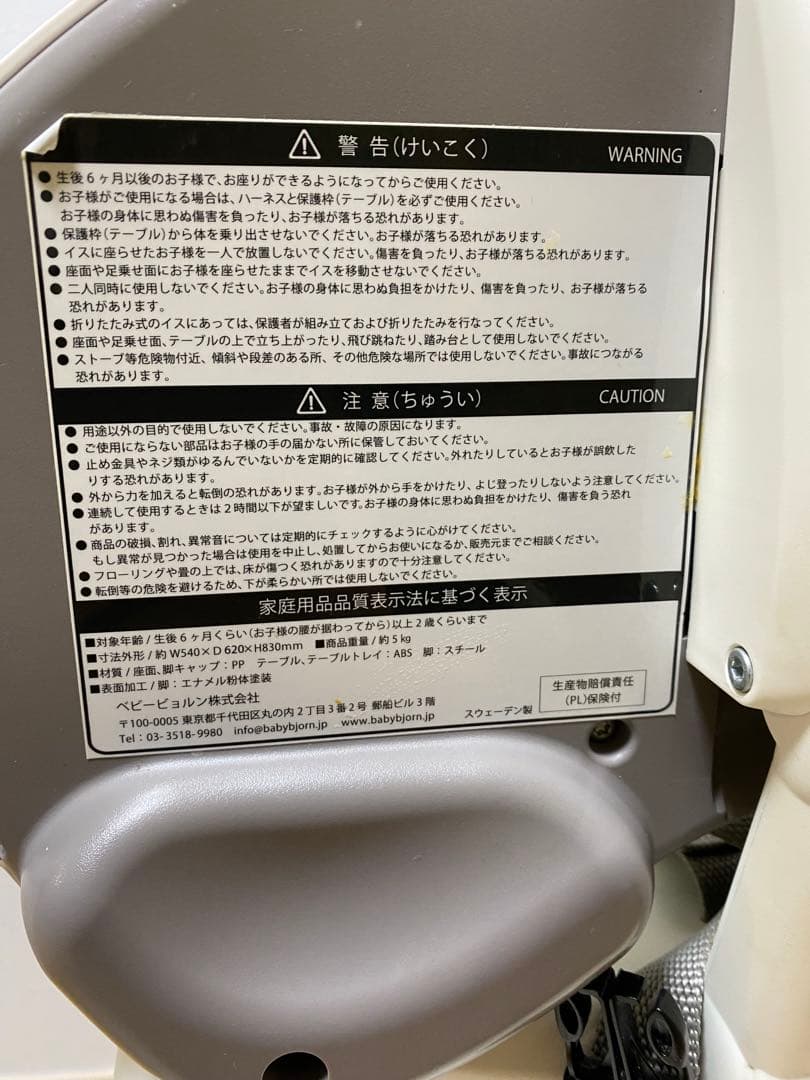 警 告(けいこく) WARNING
●生後6ヶ月以後のお子様で、お座りができるようになってからご使用ください。
●お子様がご使用になる場合は、ハーネスと保護枠(テーブル)を必ずご使用ください。
お子様の身体に思わぬ傷害を負ったり、お子様が落ちる恐れがあります。
●保護枠(テーブル)から体を乗り出させないでください。お子様が落ちる恐れがあります。
●イスに座らせたお子様を一人で放置しないでください。傷害を負ったり、お子様が落ちる恐れがあります。
●座面や足乗せ面にお子様を座らせたままでイスを移動させないでください。
●二人同時に使用しないでください。お子様の身体に思わぬ負担をかけたり、傷害を負ったり、お子様が落ちる
恐れがあります。
●折りたたみ式のイスにあっては、保護者が組み立ておよび折りたたみを行なってください。
●座面や足乗せ面、テーブルの上で立ち上がったり、飛び跳ねたり、踏み台として使用しないでください。
●ストーブ等危険物付近、傾斜や段差のある所、その他危険な場所では使用しないでください。事故につながる
恐れがあります。
注 意(ちゅうい) CAUTION
●用途以外の目的で使用しないでください。事故・故障の原因になります。
●ご使用にならない部品はお子様の手の届かない所に保管しておいてください。
●止め金具やネジ類がゆるんでいないかを定期的に確認してください。外れたりしているとお子様が誤飲した
りする恐れがあります。
●外から力を加えると転倒の恐れがあります。お子様が外から手をかけたり、よじ登ったりしないよう注意してください。
●連続して使用するときは2時間以下が望ましいです。お子様の身体に思わぬ負担をかけたり、傷害を負う恐れ
があります。
●商品の破損、割れ、異常音については定期的にチェックするように心がけてください。
もし異常が見つかった場合は使用を中止し、処置してからお使いになるか、販売元までご相談ください。
●フローリングや畳の上では、床が傷つく恐れがありますので十分注意してください。
●転倒等の危険を避けるため、下が柔らかい所では使用しないでください。
家庭用品品質表示法に基づく表示
■対象年齢/生後6ヶ月くらい(お子様の腰が据わってから)以上2歳くらいまで
■寸法外形/約 W540×D 620×H830mm ■商品重量/約5kg
■材質/座面、脚キャップ:PP テーブル、テーブルトレイ:ABS 脚:スチール
■表面加工/脚:エナメル粉体塗装
ベビービョルン株式会社
〒100-0005 東京都千代田区丸の内2丁目3番2号 郵船ビル3階
Tel:03-3518-9980 info@babybjorn.jp www.babybjorn.jp スウェーデン製
生産物賠償責任
(PL)保険付